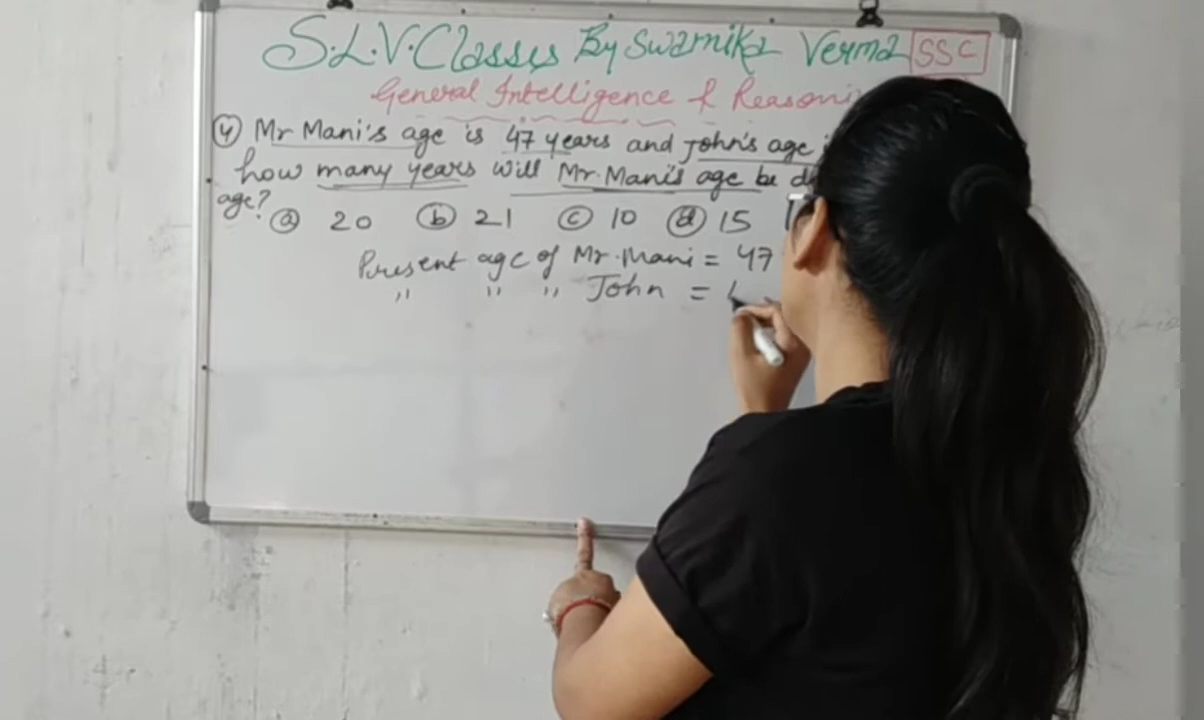 S.L.V. Classes By Swarnika Verma SSC
General Intelligence & Reasoni
④ Mr Mani's age is 47 years and John's age
how many years will Mr. Mani's age be d
age?
ⓐ 20 ⓑ 21 ⓒ 10 ⓓ 15
Present age of Mr. Mani = 47
,, ,, ,, John =